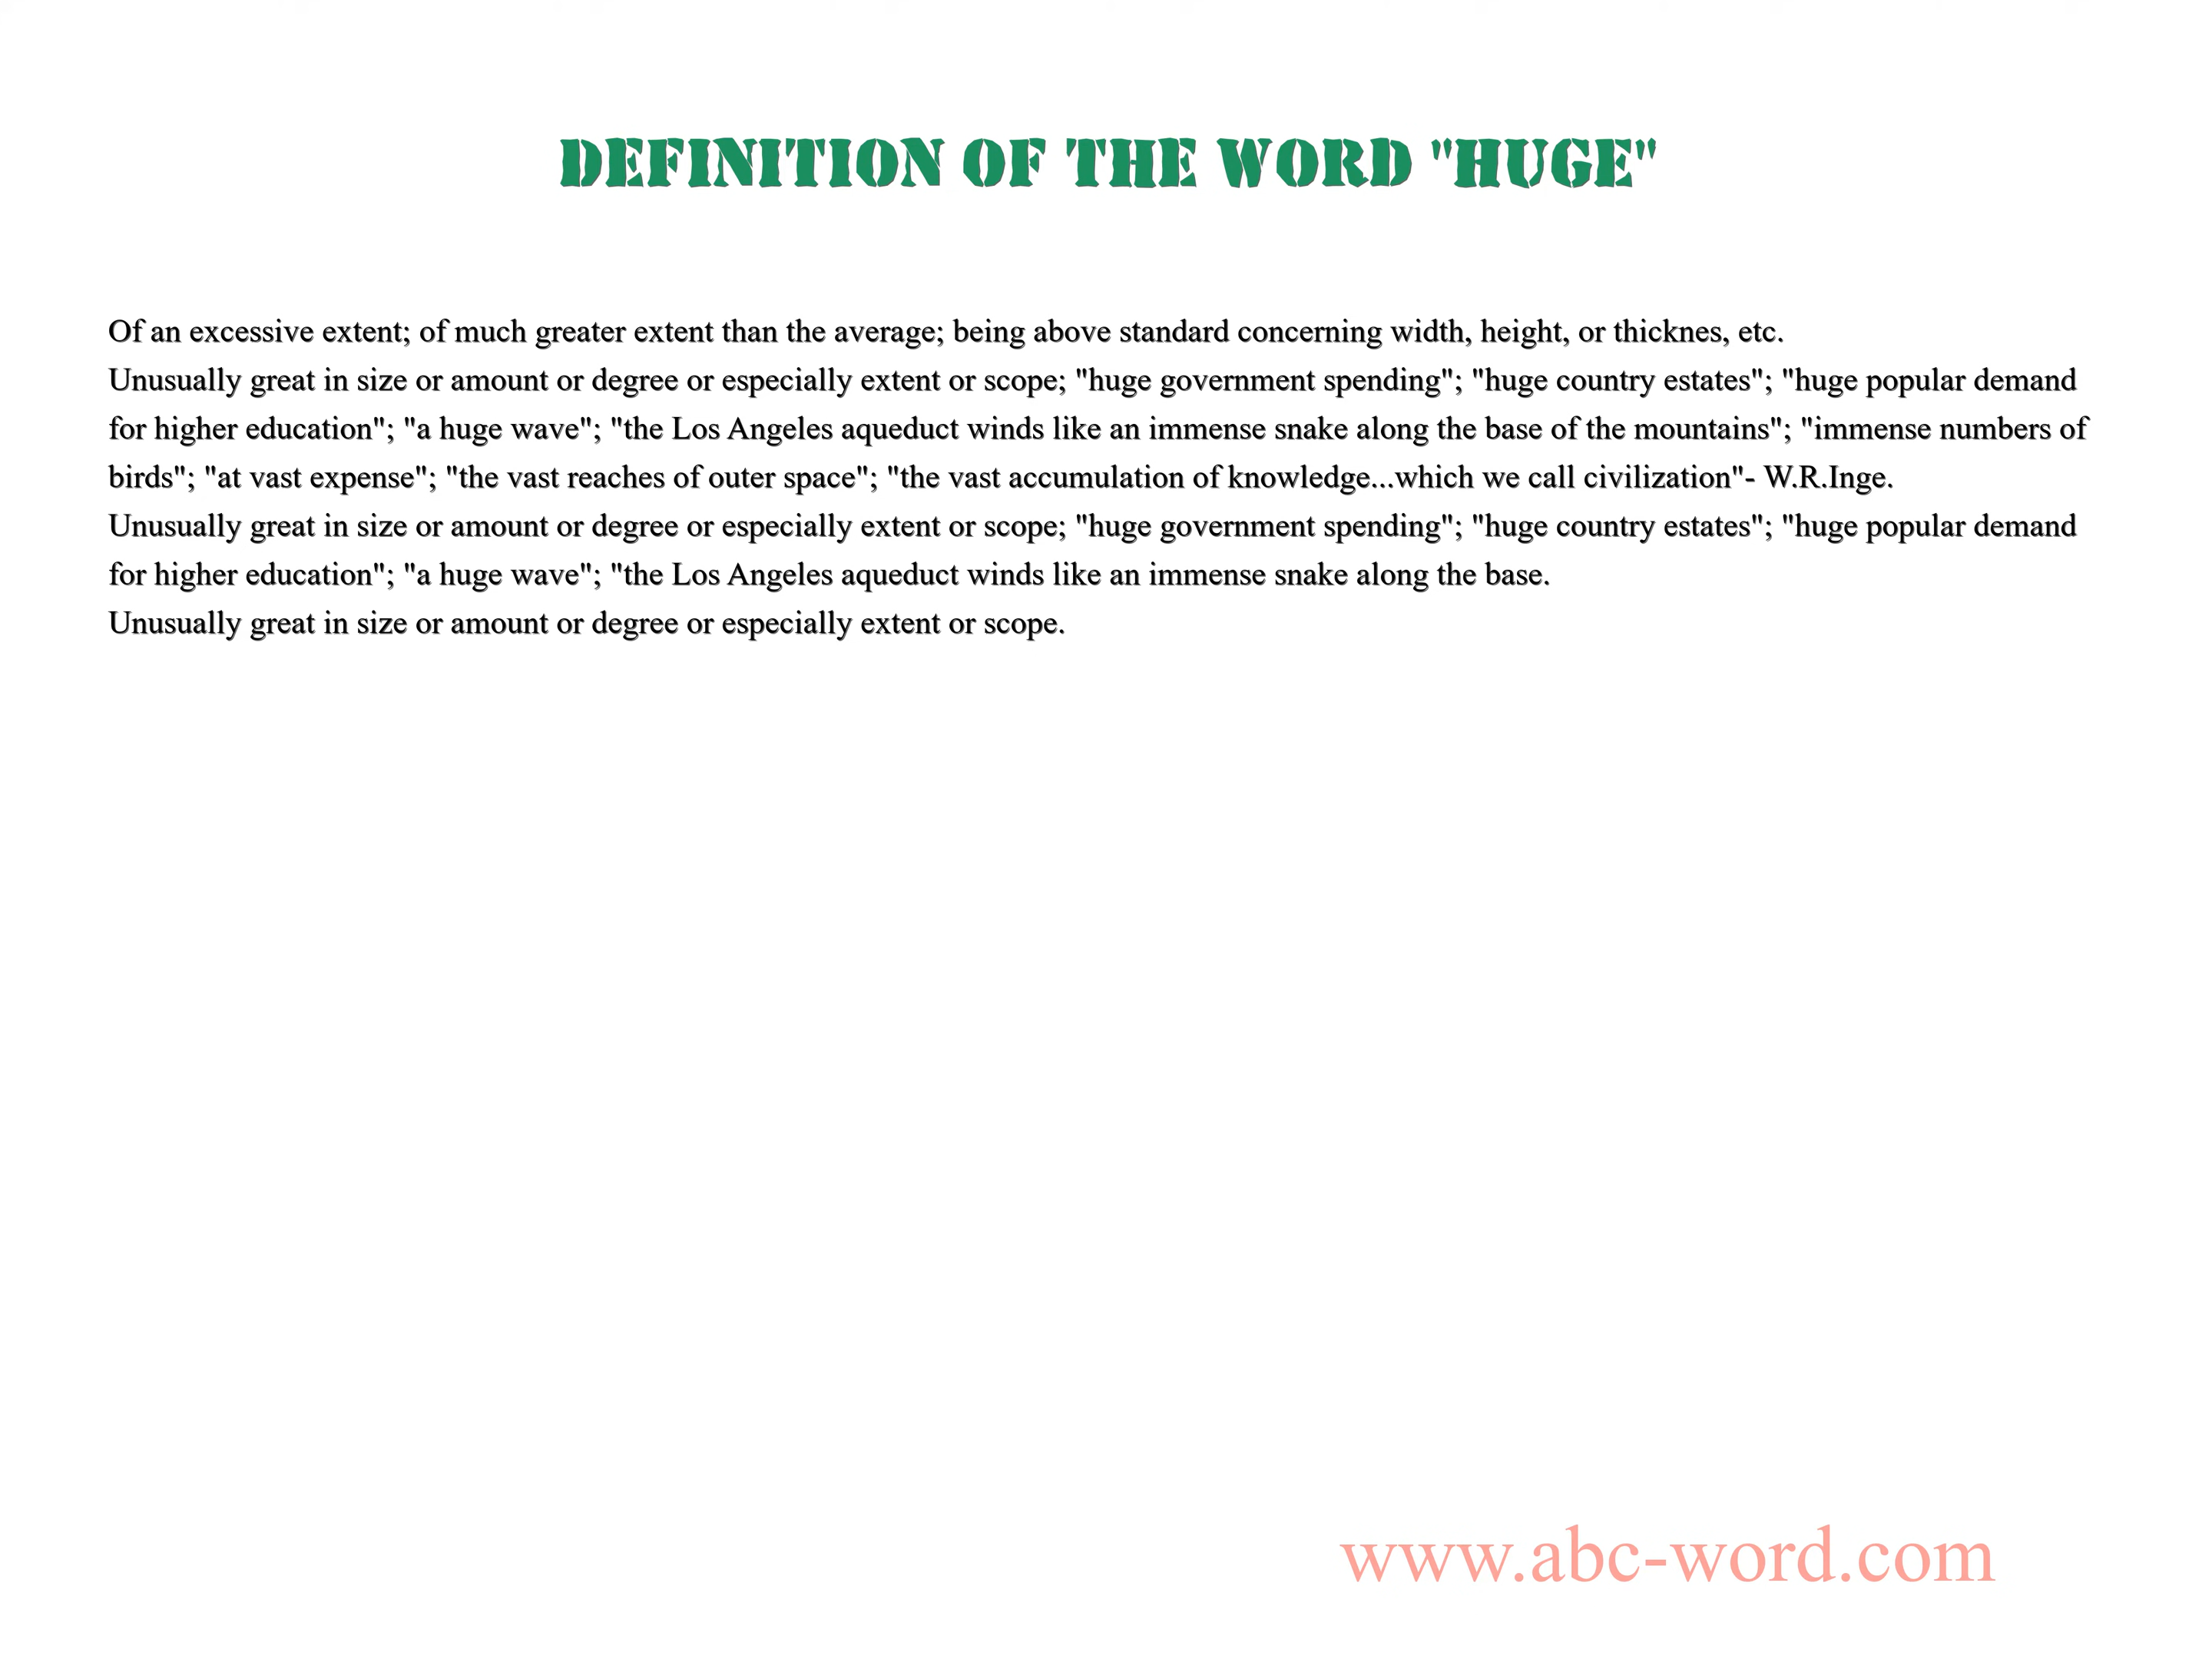 DEFINITION OF THE WORD "HUGE"
Of an excessive extent; of much greater extent than the average; being above standard concerning width, height, or thicknes, etc.
Unusually great in size or amount or degree or especially extent or scope; "huge government spending"; "huge country estates"; "huge popular demand
for higher education"; "a huge wave"; "the Los Angeles aqueduct winds like an immense snake along the base of the mountains"; "immense numbers of
birds"; "at vast expense"; "the vast reaches of outer space"; "the vast accumulation of knowledge...which we call civilization"- W.R.Inge.
Unusually great in size or amount or degree or especially extent or scope; "huge government spending"; "huge country estates"; "huge popular demand
for higher education"; "a huge wave"; "the Los Angeles aqueduct winds like an immense snake along the base.
Unusually great in size or amount or degree or especially extent or scope.
www.abc-word.com